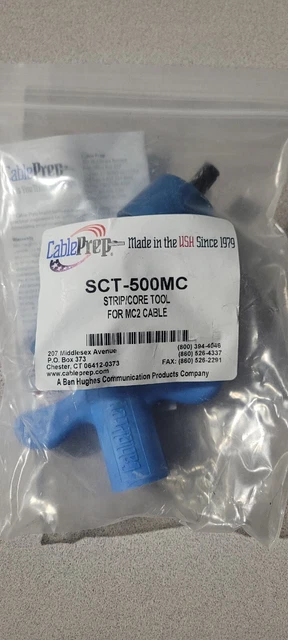 CablePrep
CablePrep Made in the USA Since 1979
SCT-500MC
STRIP/CORE TOOL
FOR MC2 CABLE
207 Middlesex Avenue
P.O. Box 373
Chester, CT 06412-0373
www.cableprep.com
(800) 394-4046
(860) 526-4337
FAX: (860) 526-2291
A Ben Hughes Communication Products Company